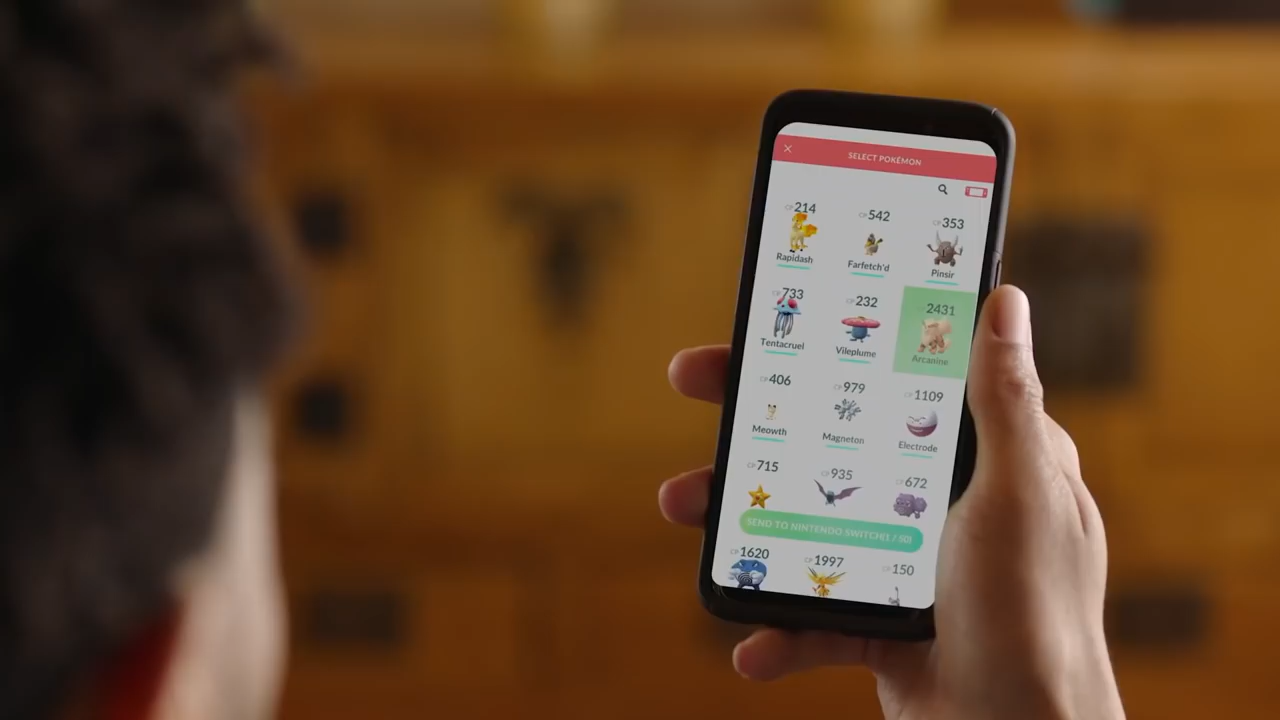 × SELECT POKÉMON
CP214 CP542 CP353
Rapidash Farfetch'd Pinsir
CP733 CP232 2431
Tentacruel Vileplume Arcanine
CP406 CP979 CP1109
Meowth Magneton Electrode
CP715 CP935 CP672
SEND TO NINTENDO SWITCH(1 / 50)
CP1620 CP1997 CP150